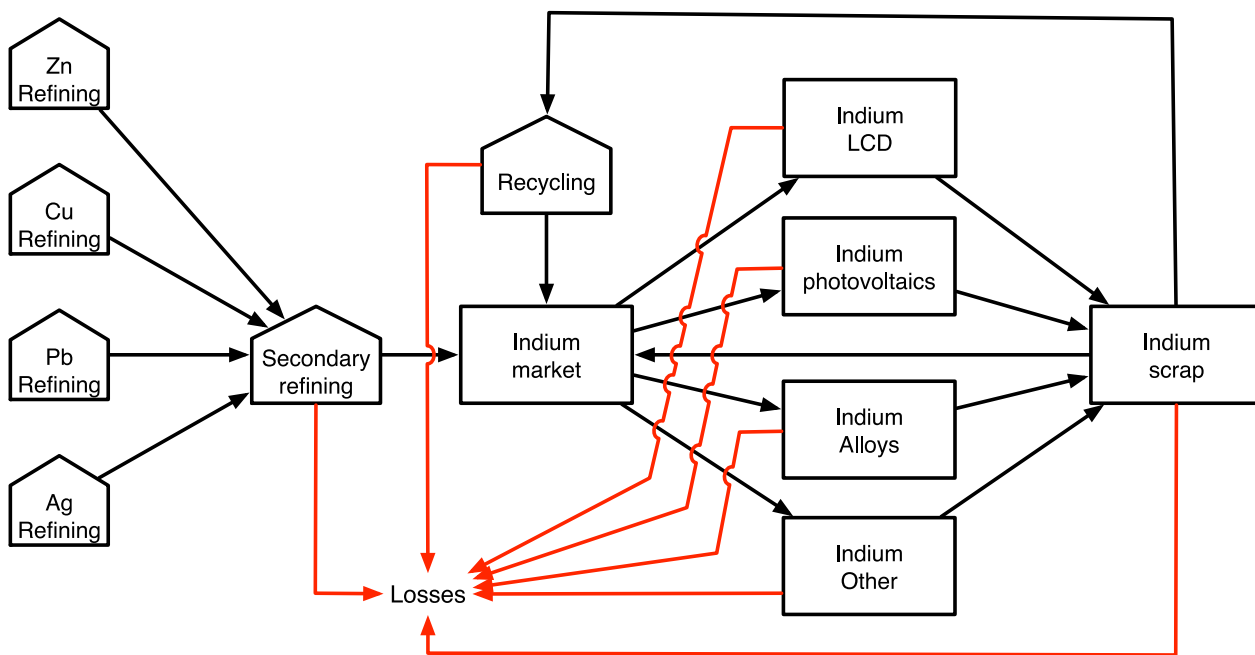 Zn
Refining
Cu
Refining
Pb
Refining
Ag
Refining
Secondary
refining
Recycling
Indium
market
Indium
LCD
Indium
photovoltaics
Indium
Alloys
Indium
Other
Indium
scrap
Losses